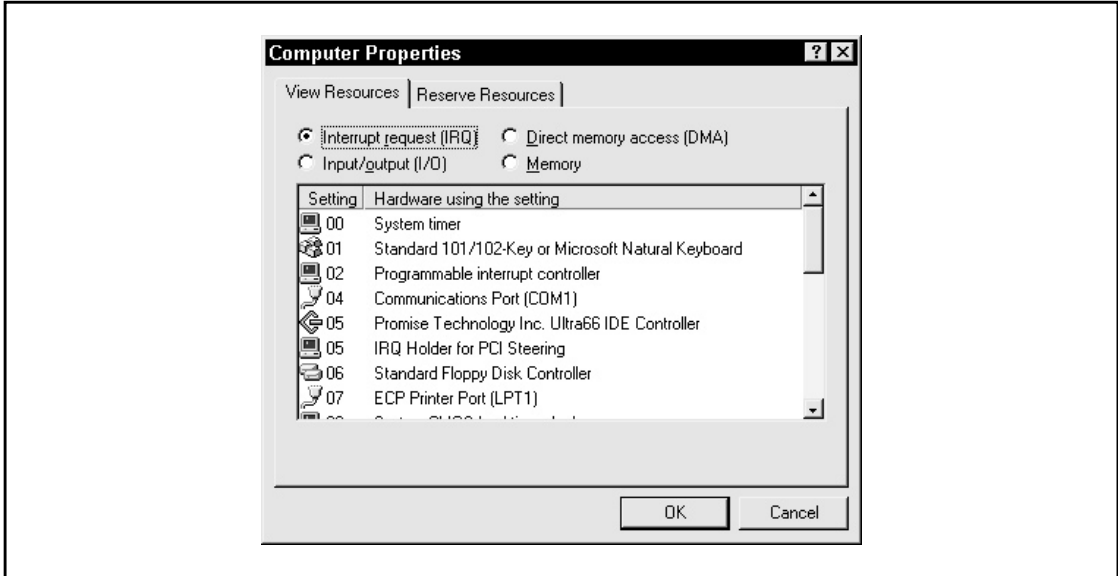 Computer Properties
View Resources Reserve Resources
Interrupt request (IRQ) Direct memory access (DMA)
Input/output (I/O) Memory
Setting Hardware using the setting
00 System timer
01 Standard 101/102-Key or Microsoft Natural Keyboard
02 Programmable interrupt controller
04 Communications Port (COM1)
05 Promise Technology Inc. Ultra66 IDE Controller
05 IRQ Holder for PCI Steering
06 Standard Floppy Disk Controller
07 ECP Printer Port (LPT1)
OK Cancel